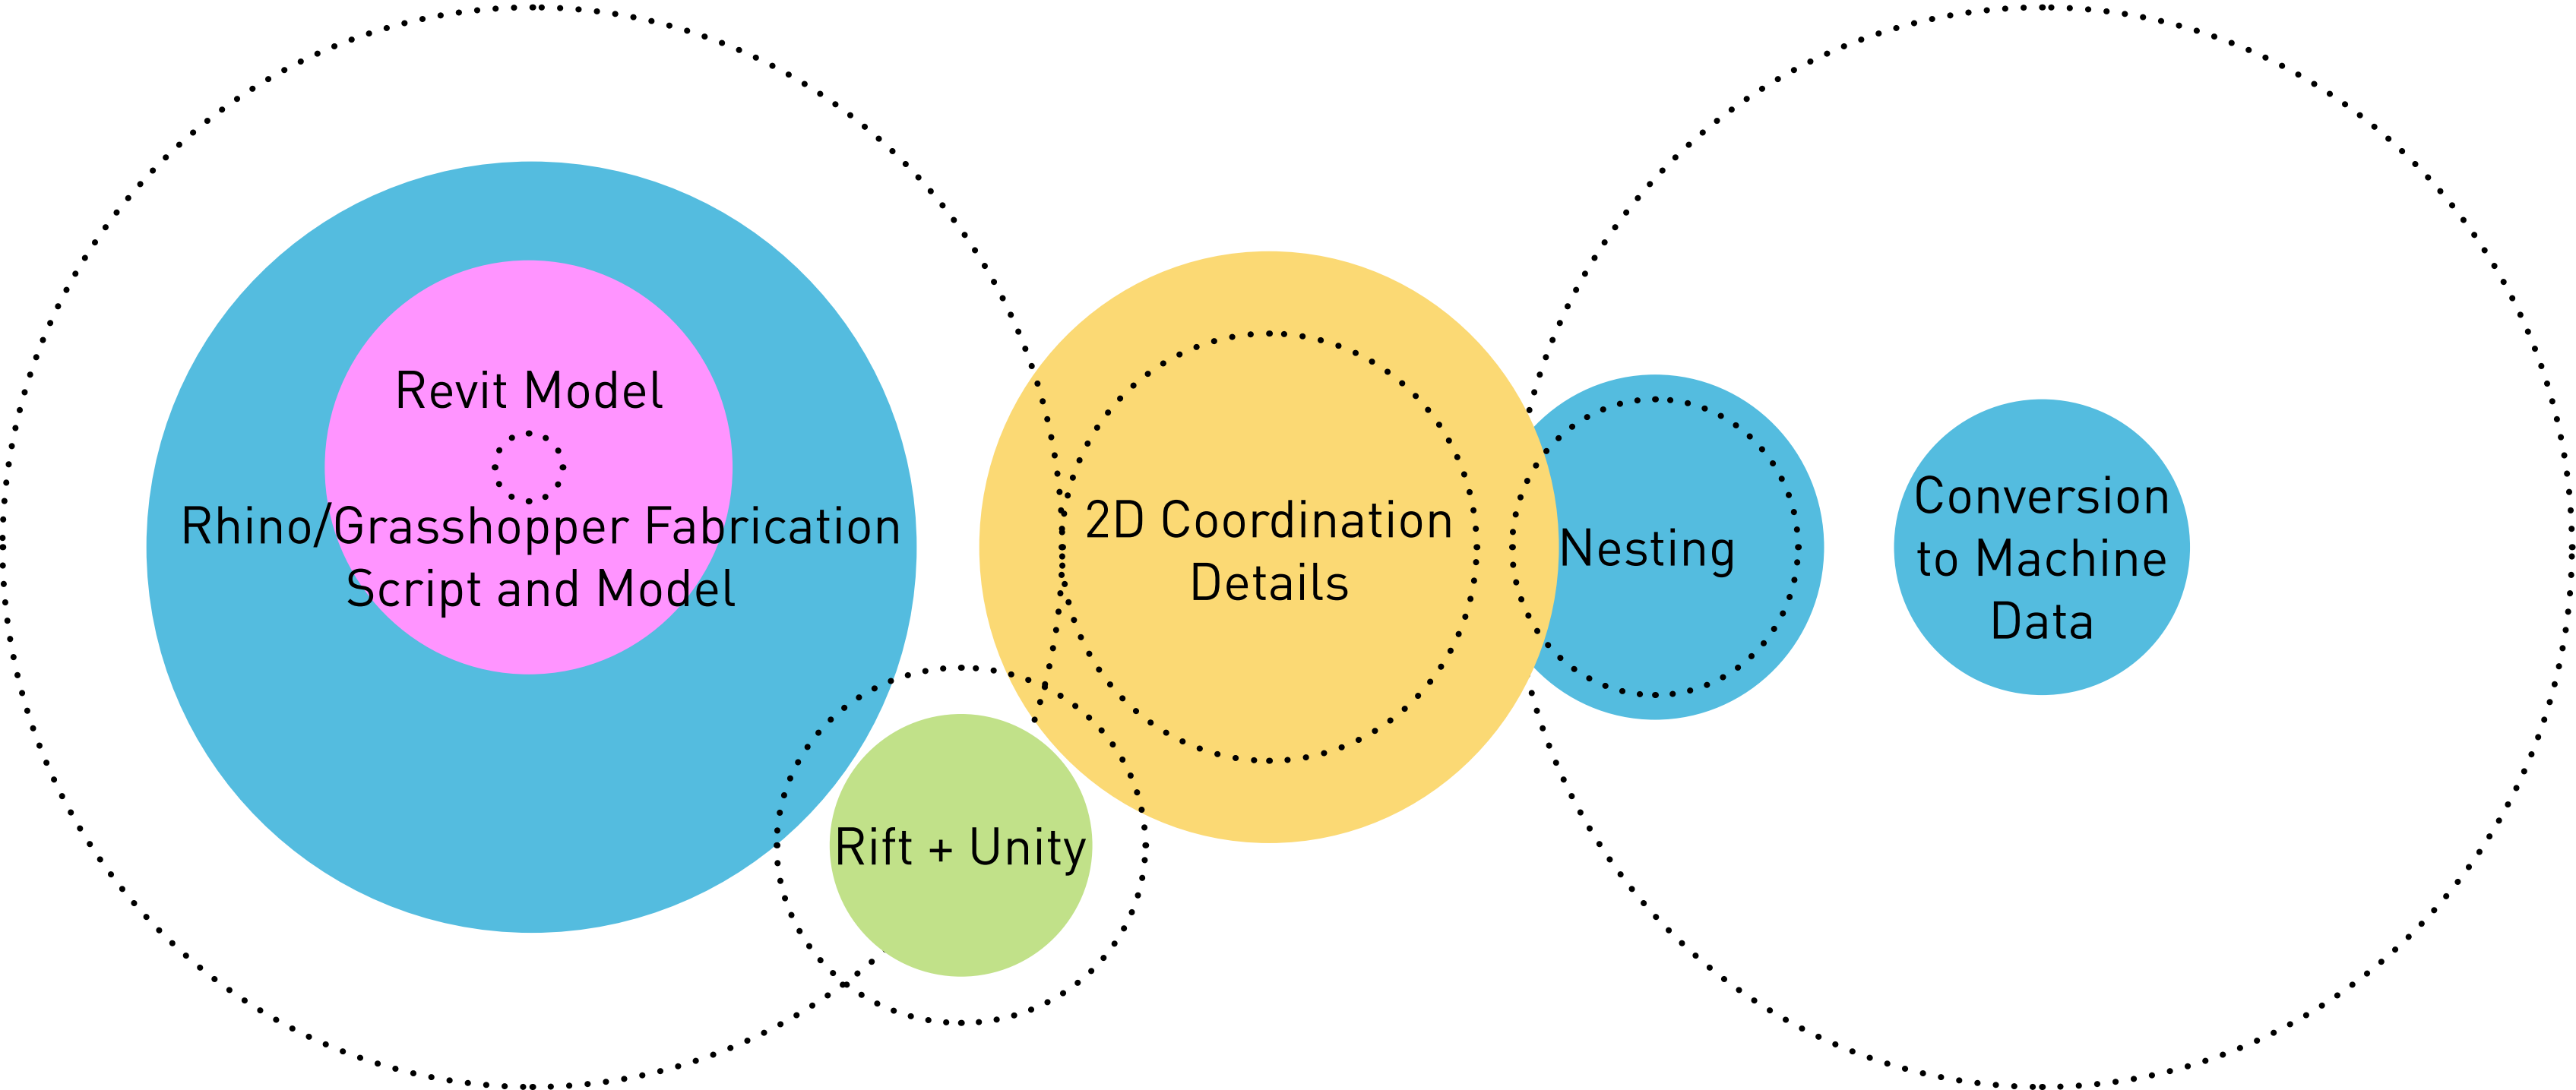 Revit Model
Rhino/Grasshopper Fabrication
Script and Model
Rift + Unity
2D Coordination
Details
Nesting
Conversion
to Machine
Data